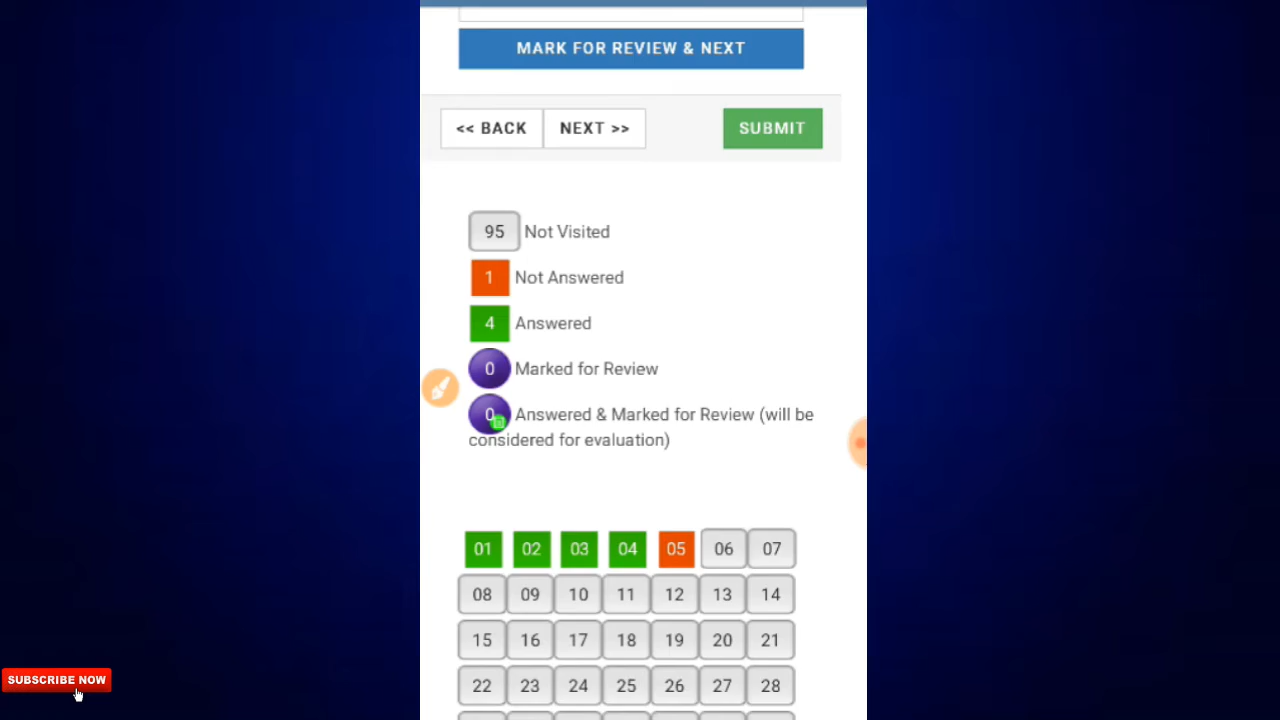 MARK FOR REVIEW & NEXT
<< BACK NEXT >> SUBMIT
95 Not Visited
1 Not Answered
4 Answered
0 Marked for Review
0 Answered & Marked for Review (will be
considered for evaluation)
01 02 03 04 05 06 07
08 09 10 11 12 13 14
15 16 17 18 19 20 21
22 23 24 25 26 27 28
SUBSCRIBE NOW